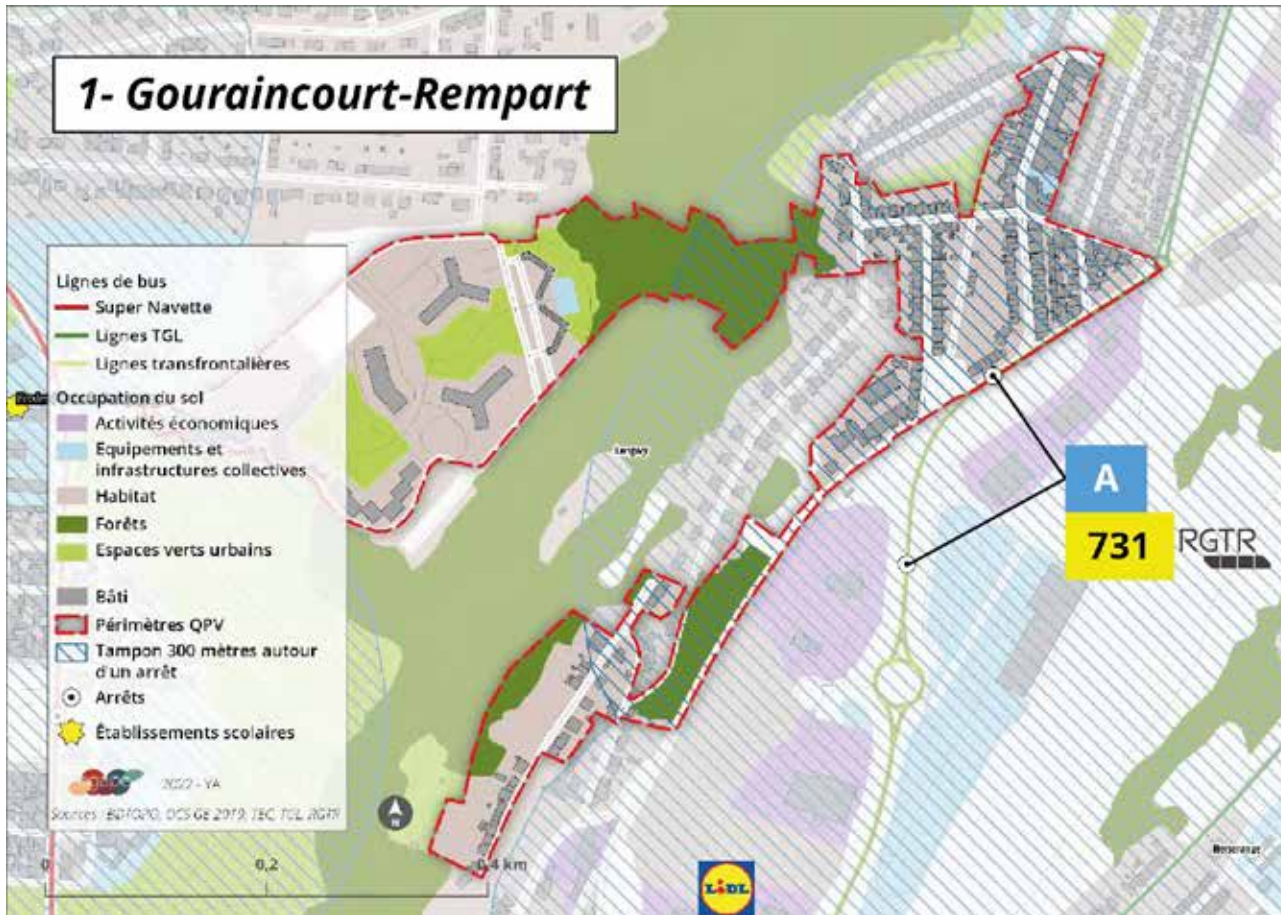 1- Gouraincourt-Rempart
Lignes de bus
Super Navette
Lignes TGL
Lignes transfrontalières
Occupation du sol
Activités économiques
Equipements et
infrastructures collectives
Habitat
Forêts
Espaces verts urbains
Bâti
Périmètres QPV
Tampon 300 mètres autour
d'un arrêt
Arrêts
Établissements scolaires
2022 - YA
Sources : BDTOPO, OCS GE 2019, TEC, TGL, RGTR
0
0,2
0,4 km
N
Longwy
A
731
RGTR
LIDL